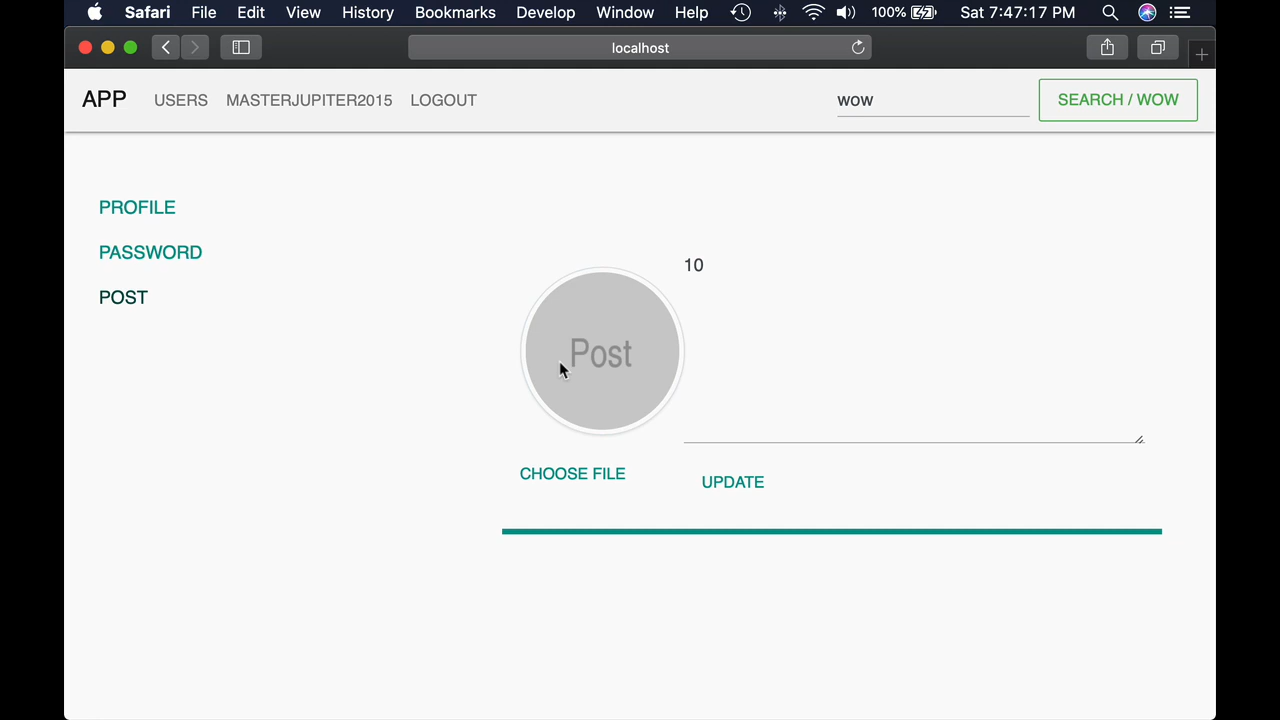 Safari File Edit View History Bookmarks Develop Window Help 100% Sat 7:47:17 PM
localhost
APP USERS MASTERJUPITER2015 LOGOUT wow SEARCH / WOW
PROFILE
PASSWORD
POST
10
Post
CHOOSE FILE
UPDATE